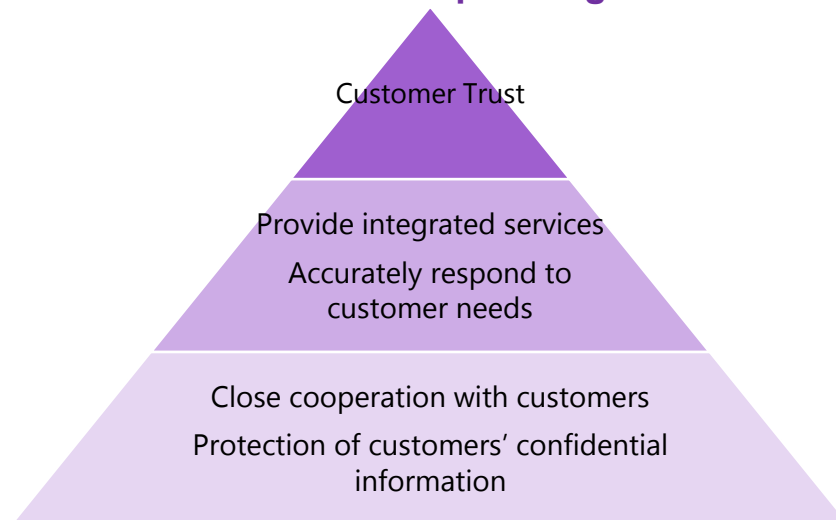 Customer Trust
Provide integrated services
Accurately respond to
customer needs
Close cooperation with customers
Protection of customers’ confidential
information